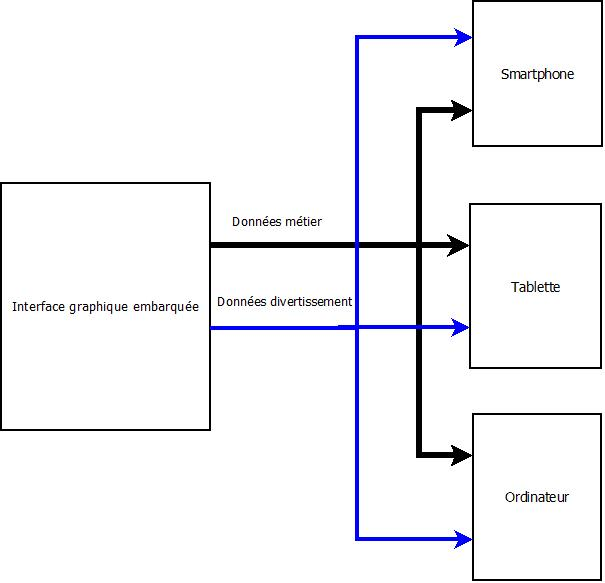 Smartphone
Données métier
Tablette
Données divertissement
Interface graphique embarquée
Ordinateur